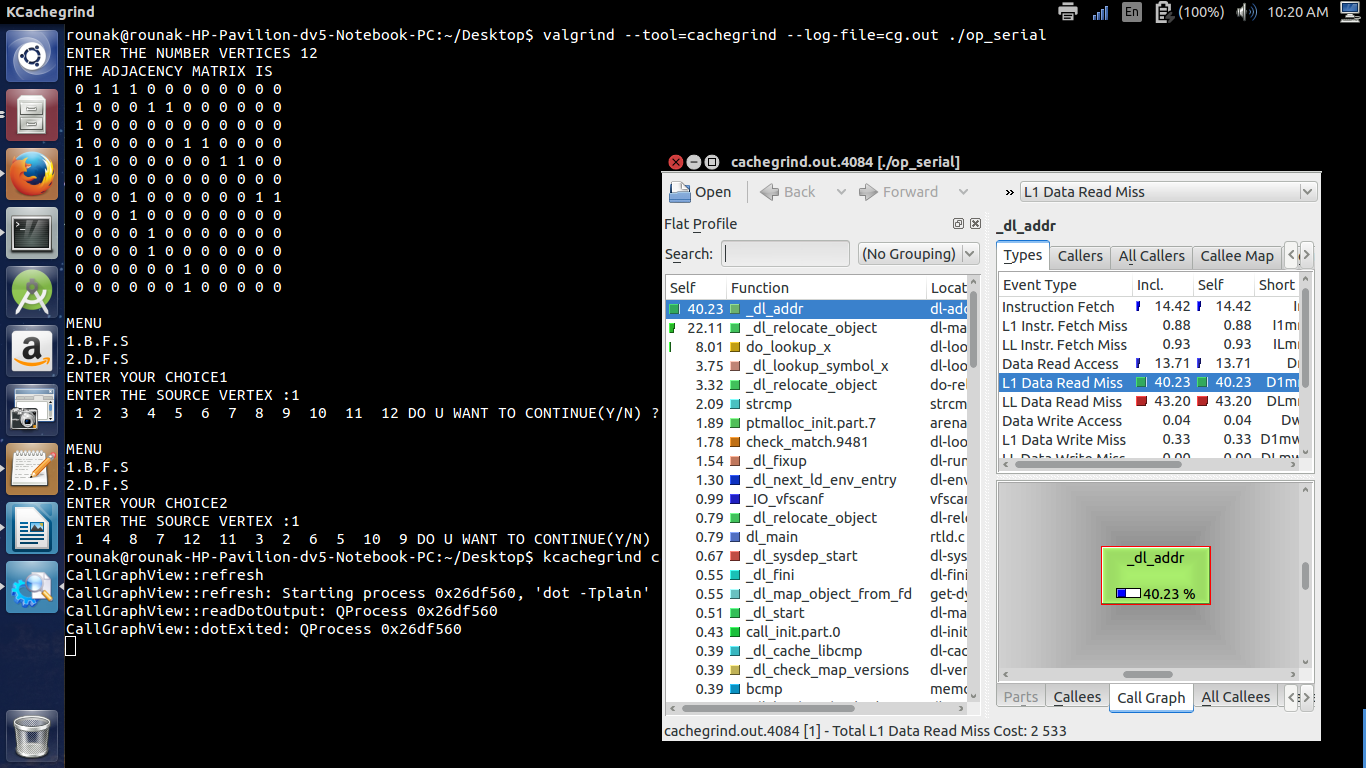 KCachegrind
En (100%) 10:20 AM
rounak@rounak-HP-Pavilion-dv5-Notebook-PC:~/Desktop$ valgrind --tool=cachegrind --log-file=cg.out ./op_serial
ENTER THE NUMBER VERTICES 12
THE ADJACENCY MATRIX IS
0 1 1 1 0 0 0 0 0 0 0 0
1 0 0 0 1 1 0 0 0 0 0 0
1 0 0 0 0 0 0 0 0 0 0 0
1 0 0 0 0 0 1 1 0 0 0 0
0 1 0 0 0 0 0 0 1 1 0 0
0 1 0 0 0 0 0 0 0 0 0 0
0 0 0 1 0 0 0 0 0 0 1 1
0 0 0 1 0 0 0 0 0 0 0 0
0 0 0 0 1 0 0 0 0 0 0 0
0 0 0 0 1 0 0 0 0 0 0 0
0 0 0 0 0 0 1 0 0 0 0 0
0 0 0 0 0 0 1 0 0 0 0 0
MENU
1.B.F.S
2.D.F.S
ENTER YOUR CHOICE1
ENTER THE SOURCE VERTEX :1
1 2 3 4 5 6 7 8 9 10 11 12 DO U WANT TO CONTINUE(Y/N) ?
MENU
1.B.F.S
2.D.F.S
ENTER YOUR CHOICE2
ENTER THE SOURCE VERTEX :1
1 4 8 7 12 11 3 2 6 5 10 9 DO U WANT TO CONTINUE(Y/N)
rounak@rounak-HP-Pavilion-dv5-Notebook-PC:~/Desktop$ kcachegrind c
CallGraphView::refresh
CallGraphView::refresh: Starting process 0x26df560, 'dot -Tplain'
CallGraphView::readDotOutput: QProcess 0x26df560
CallGraphView::dotExited: QProcess 0x26df560
cachegrind.out.4084 [./op_serial]
Open Back Forward » L1 Data Read Miss
Flat Profile
Search: (No Grouping)
Self Function Locat
40.23 _dl_addr dl-add
22.11 _dl_relocate_object dl-ma
8.01 do_lookup_x dl-loo
3.75 _dl_lookup_symbol_x dl-loo
3.32 _dl_relocate_object do-rel
2.09 strcmp strcm
1.89 ptmalloc_init.part.7 arena
1.78 check_match.9481 dl-loo
1.54 _dl_fixup dl-run
1.30 _dl_next_ld_env_entry dl-env
0.99 _IO_vfscanf vfscan
0.79 _dl_relocate_object dl-relo
0.79 dl_main rtld.c
0.67 _dl_sysdep_start dl-sys
0.55 _dl_fini dl-fini
0.55 _dl_map_object_from_fd get-dy
0.51 _dl_start dl-ma
0.43 call_init.part.0 dl-init
0.39 _dl_cache_libcmp dl-cac
0.39 _dl_check_map_versions dl-ver
0.39 bcmp memc
_dl_addr
Types Callers All Callers Callee Map
Event Type Incl. Self Short
Instruction Fetch 14.42 14.42 I
L1 Instr. Fetch Miss 0.88 0.88 I1m
LL Instr. Fetch Miss 0.93 0.93 ILm
Data Read Access 13.71 13.71 D
L1 Data Read Miss 40.23 40.23 D1m
LL Data Read Miss 43.20 43.20 DLm
Data Write Access 0.04 0.04 Dw
L1 Data Write Miss 0.33 0.33 D1mw
LL Data Write Miss 0.00 0.00 DLmw
_dl_addr
40.23 %
Parts Callees Call Graph All Callees
cachegrind.out.4084 [1] - Total L1 Data Read Miss Cost: 2 533